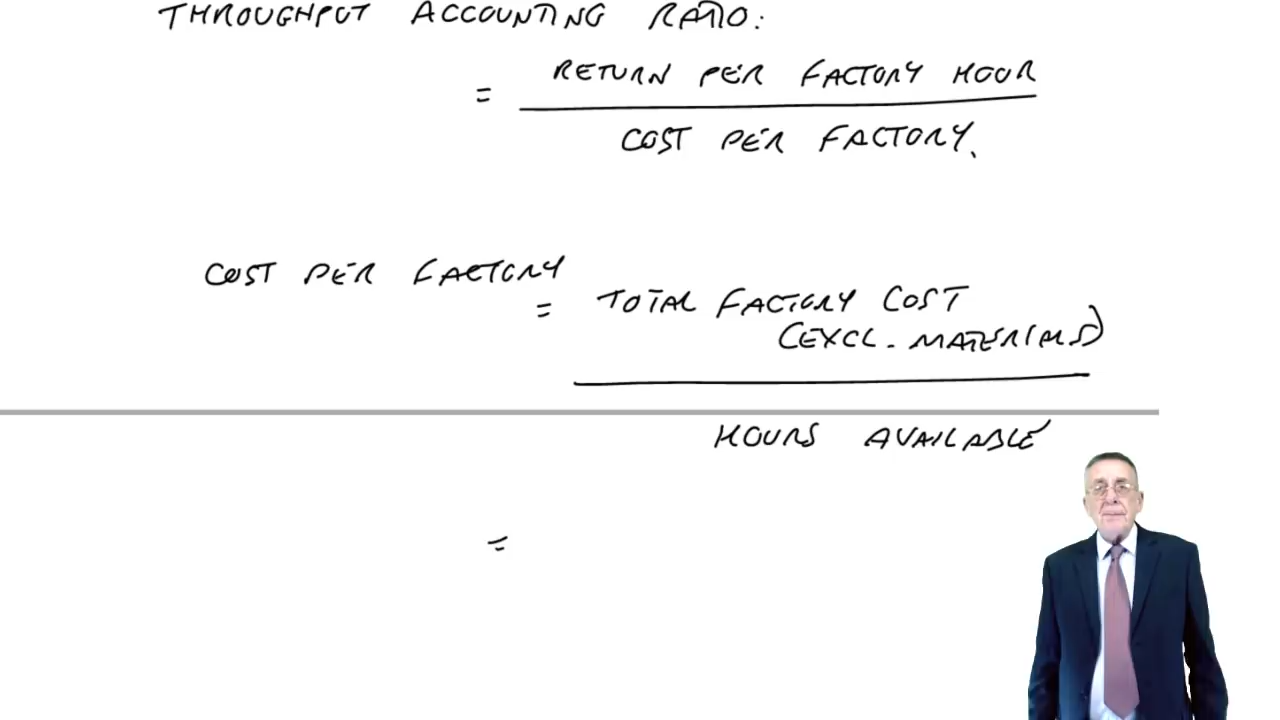 THROUGHPUT ACCOUNTING RATIO:
= RETURN PER FACTORY HOUR
COST PER FACTORY.
COST PER FACTORY
= TOTAL FACTORY COST
(EXCL. MATERIALS)
HOURS AVAILABLE
=